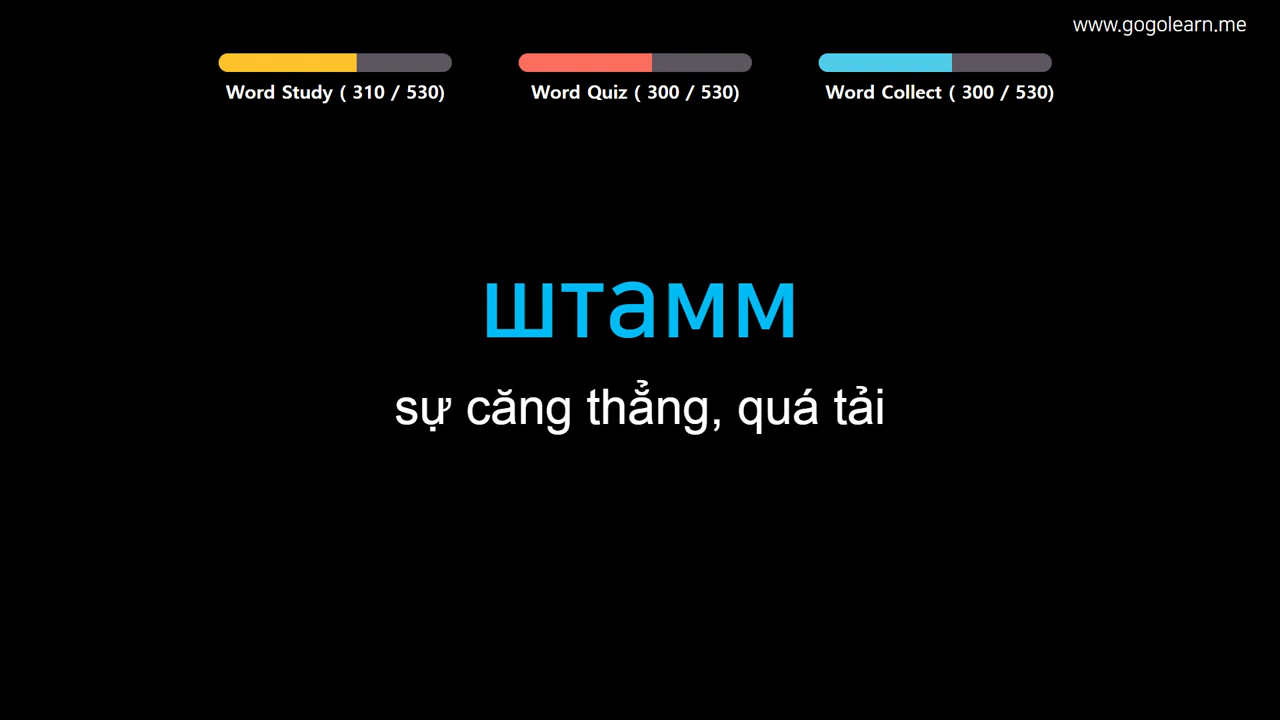 www.gogolearn.me
Word Study ( 310 / 530)
Word Quiz ( 300 / 530)
Word Collect ( 300 / 530)
штамм
sự căng thẳng, quá tải